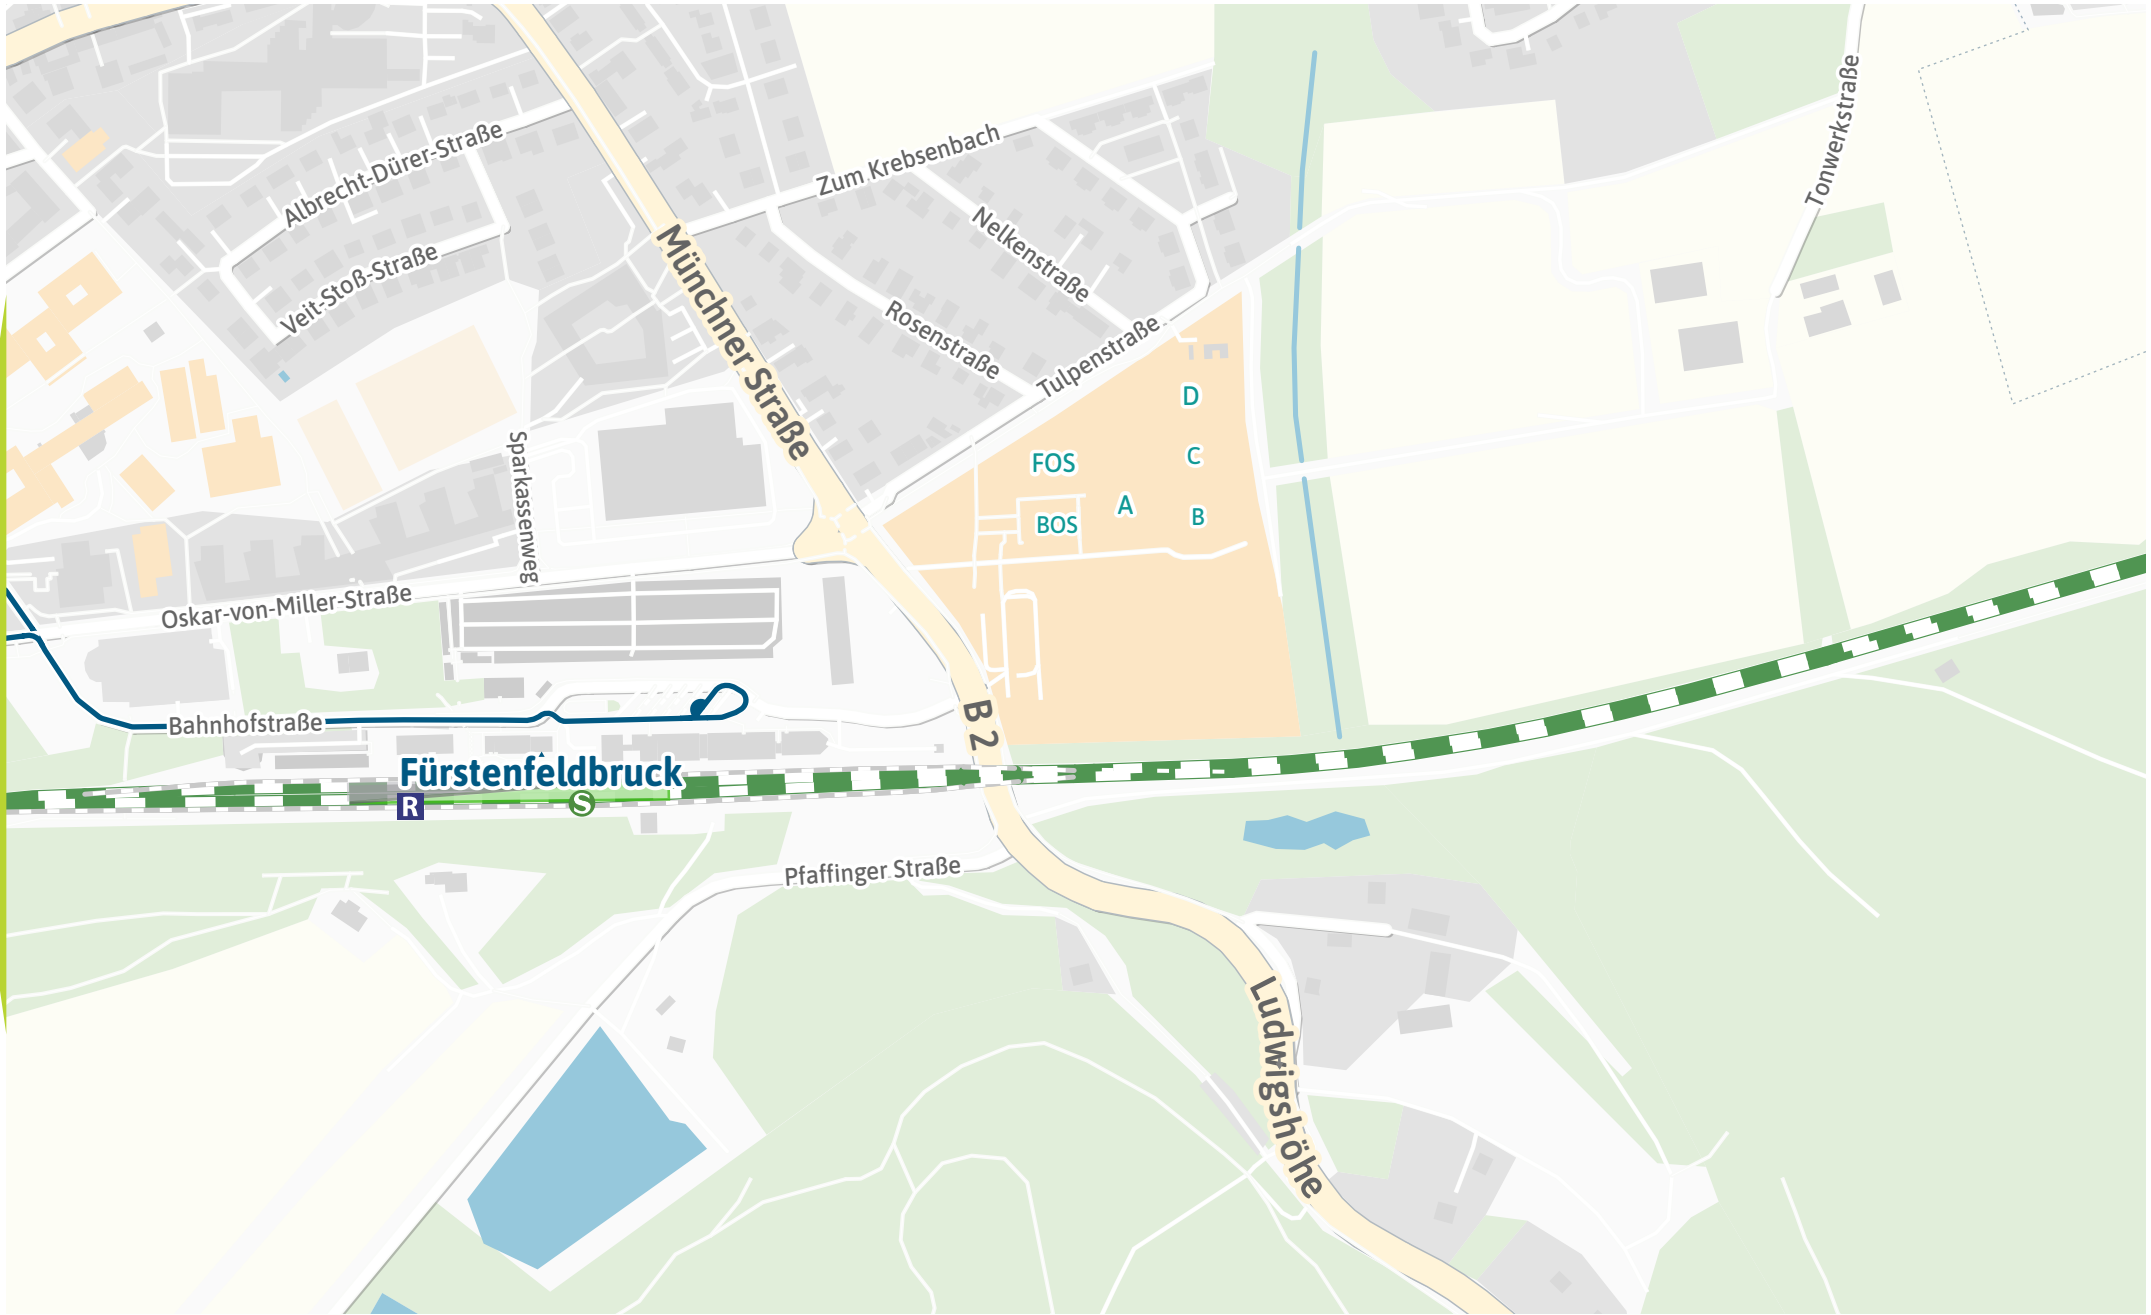 Tonwerkstraße
Albrecht-Dürer-Straße
Zum Krebsenbach
Nelkenstraße
Veit-Stoß-Straße
Münchner Straße
Rosenstraße
Tulpenstraße
D
FOS
C
A
BOS
B
Sparkassenweg
Oskar-von-Miller-Straße
Bahnhofstraße
B 2
Fürstenfeldbruck
R
S
Pfaffinger Straße
Ludwigshöhe